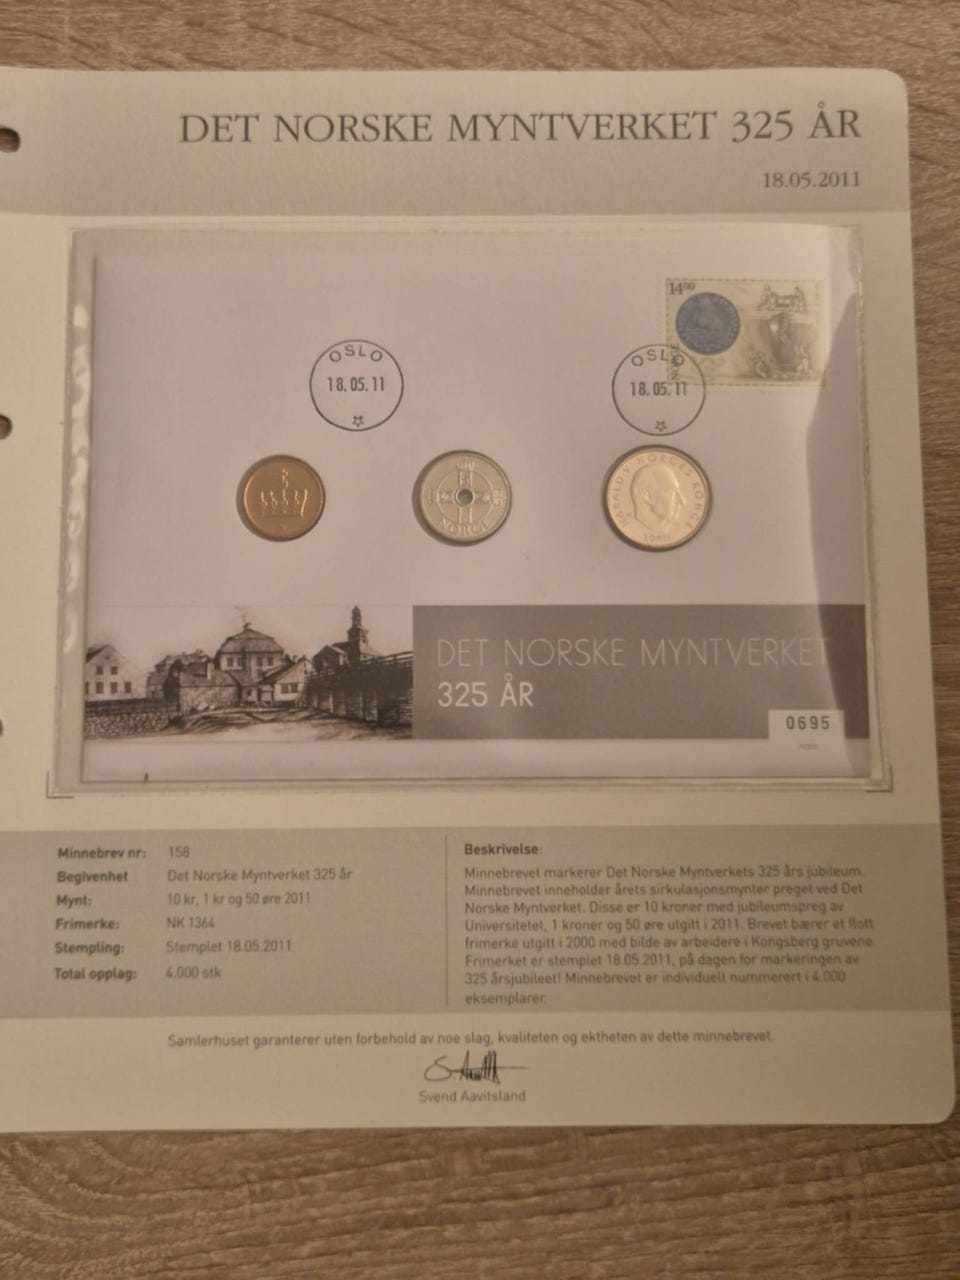 DET NORSKE MYNTVERKET 325 ÅR
18.05.2011
14⁰⁰
NORGE
OSLO
18.05.11
OSLO
18.05.11
NORGE
HARALD V NORGES KONGE
DET NORSKE MYNTVERKET
325 ÅR
0695
Minnebrev nr: 158
Begivenhet Det Norske Myntverket 325 år
Mynt: 10 kr, 1 kr og 50 øre 2011
Frimerke: NK 1364
Stempling: Stemplet 18.05.2011
Total opplag: 4.000 stk
Beskrivelse:
Minnebrevet markerer Det Norske Myntverkets 325 års jubileum.
Minnebrevet inneholder årets sirkulasjonsmynter preget ved Det
Norske Myntverket. Disse er 10 kroner med jubileumspreg av
Universitetet, 1 kroner og 50 øre utgitt i 2011. Brevet bærer et flott
frimerke utgitt i 2000 med bilde av arbeidere i Kongsberg gruvene.
Frimerket er stemplet 18.05.2011, på dagen for markeringen av
325 årsjubileet! Minnebrevet er individuelt nummerert i 4.000
eksemplarer.
Samlerhuset garanterer uten forbehold av noe slag, kvaliteten og ektheten av dette minnebrevet.
Svend Aavitsland